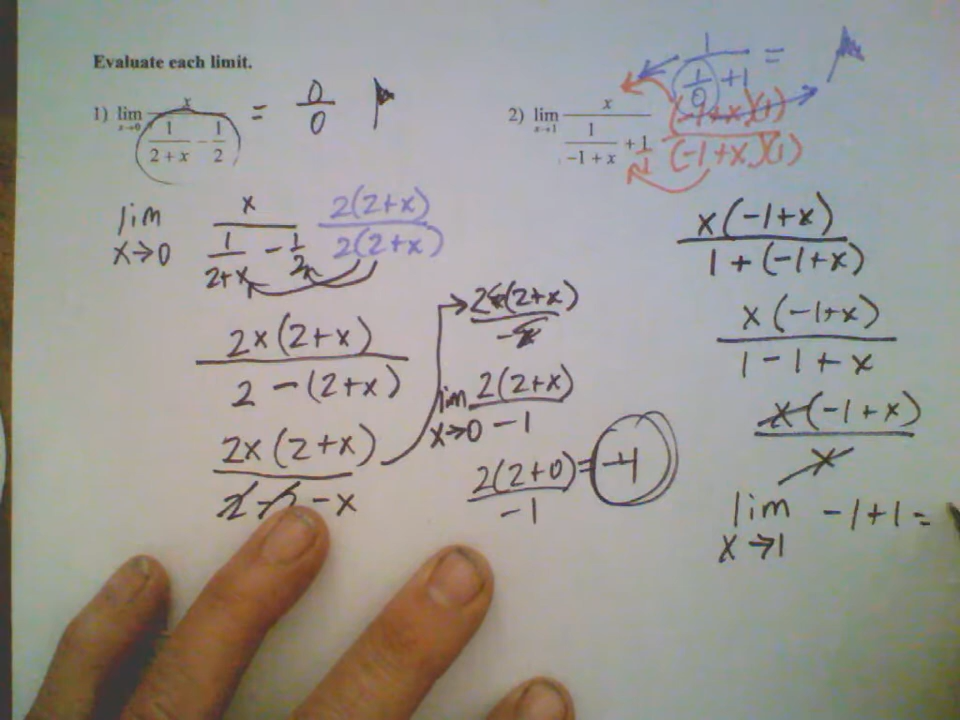 Evaluate each limit.
1) lim x→0 x / (1/(2 + x) − 1/2) = 0/0
lim x→0 x / (1/(2+x) − 1/2) 2(2+x) / 2(2+x)
2x(2+x) / 2 − (2+x)
2x(2+x) / 2 − 2 − x
2x(2+x) / −x
lim x→0 2(2+x) / −1
2(2+0) / −1 = −4
1 / (1/0 + 1) =
2) lim x→1 x / (1/(−1 + x) + 1/1) (−1+x)(1) / (−1+x)(1)
x(−1+x) / 1+(−1+x)
x(−1+x) / 1−1+x
x(−1+x) / x
lim x→1 −1+1=